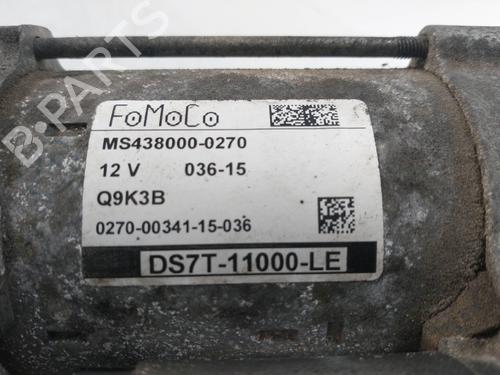 FoMoCo
MS438000-0270
12 V 036-15
Q9K3B
0270-00341-15-036
DS7T-11000-LE
B-PARTS